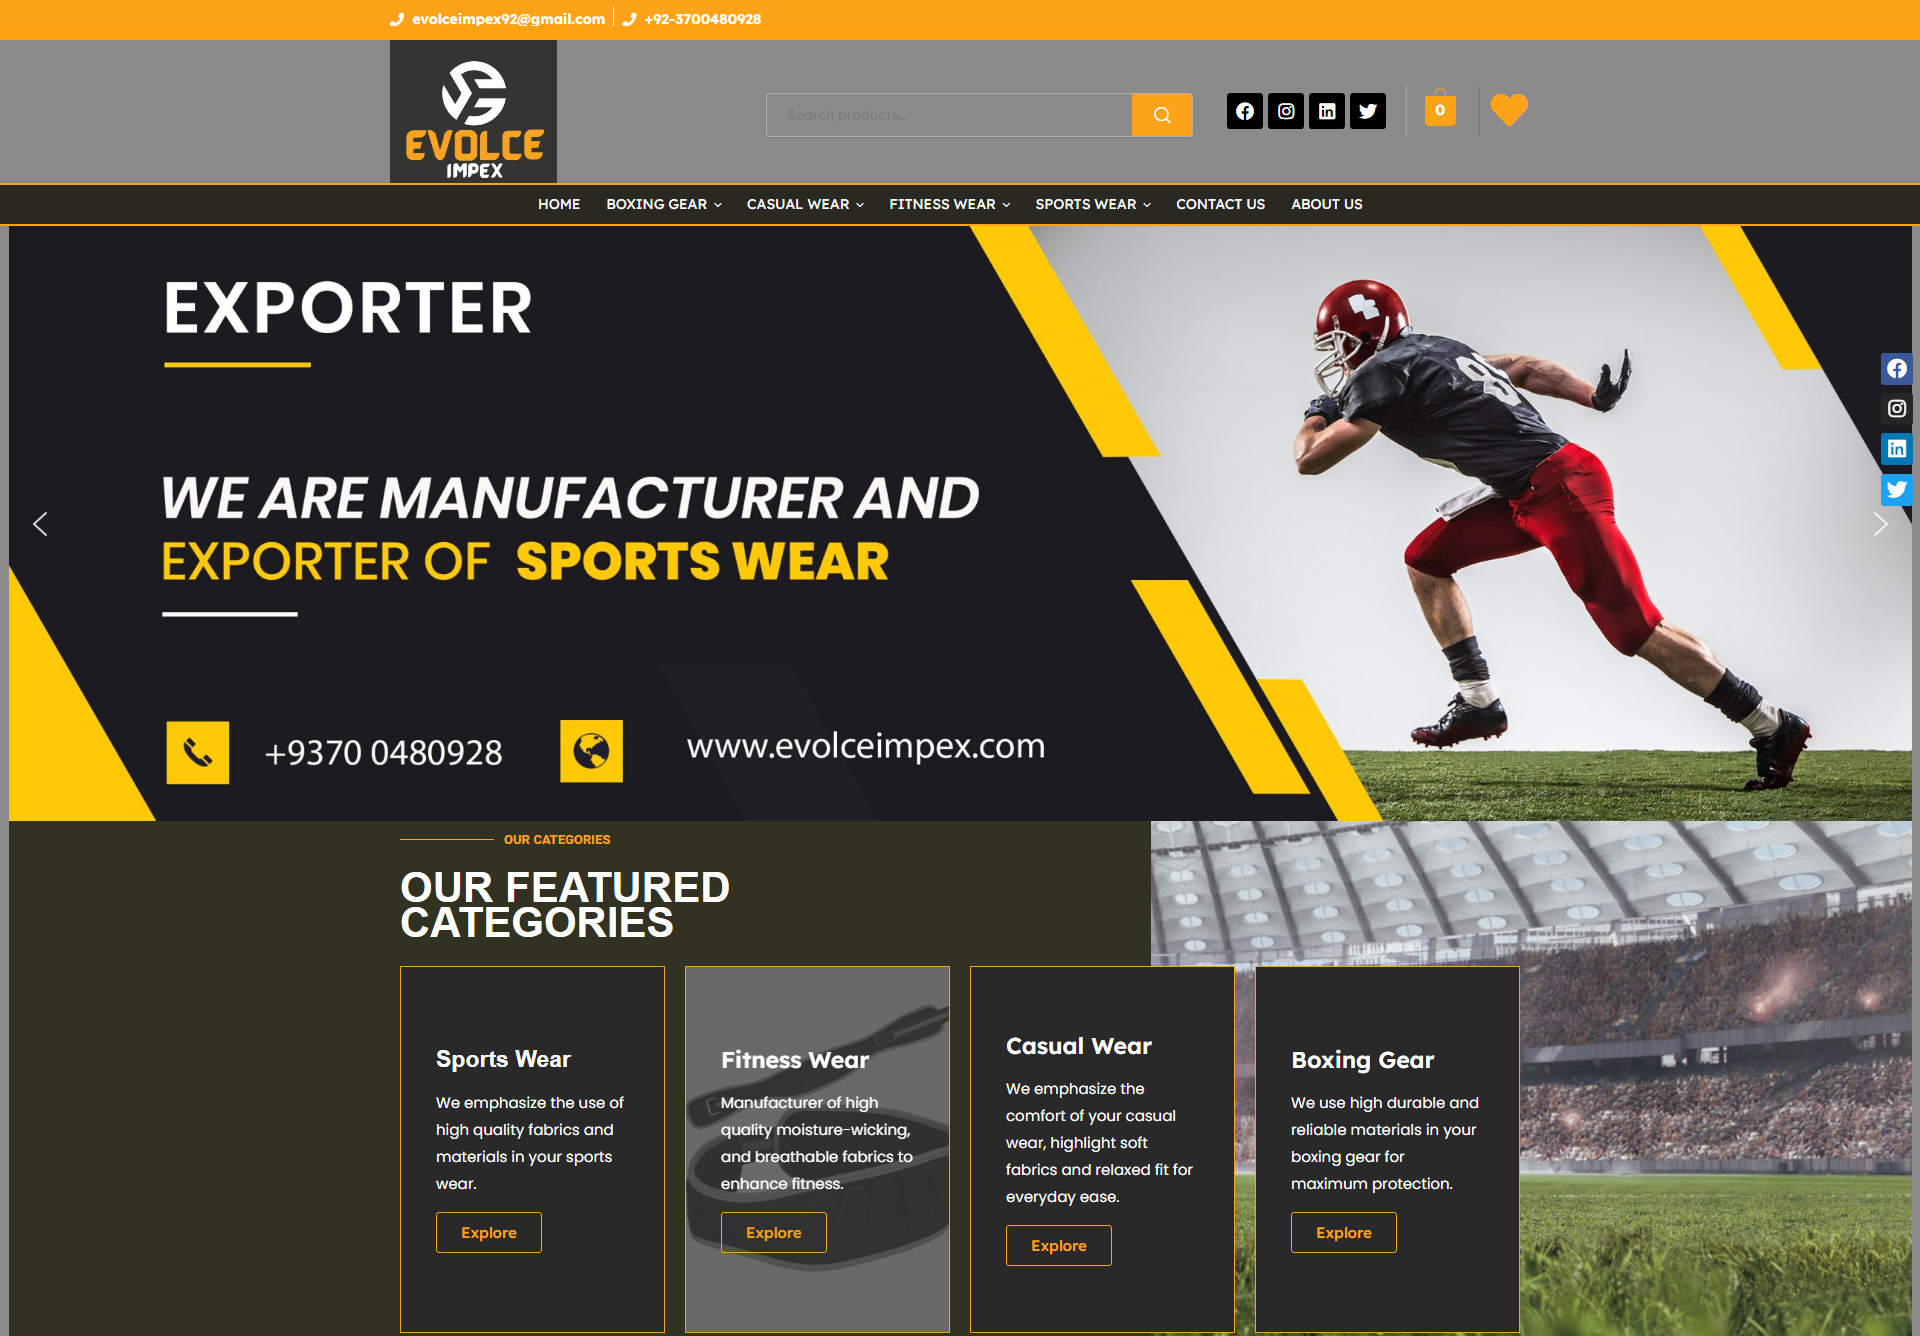 evolceimpex92@gmail.com
+92-3700480928
EVOLCE
IMPEX
Search products...
0
HOME
BOXING GEAR
CASUAL WEAR
FITNESS WEAR
SPORTS WEAR
CONTACT US
ABOUT US
EXPORTER
WE ARE MANUFACTURER AND
EXPORTER OF SPORTS WEAR
+9370 0480928
www.evolceimpex.com
OUR CATEGORIES
OUR FEATURED
CATEGORIES
Sports Wear
We emphasize the use of
high quality fabrics and
materials in your sports
wear.
Explore
Fitness Wear
Manufacturer of high
quality moisture-wicking,
and breathable fabrics to
enhance fitness.
Explore
Casual Wear
We emphasize the
comfort of your casual
wear, highlight soft
fabrics and relaxed fit for
everyday ease.
Explore
Boxing Gear
We use high durable and
reliable materials in your
boxing gear for
maximum protection.
Explore